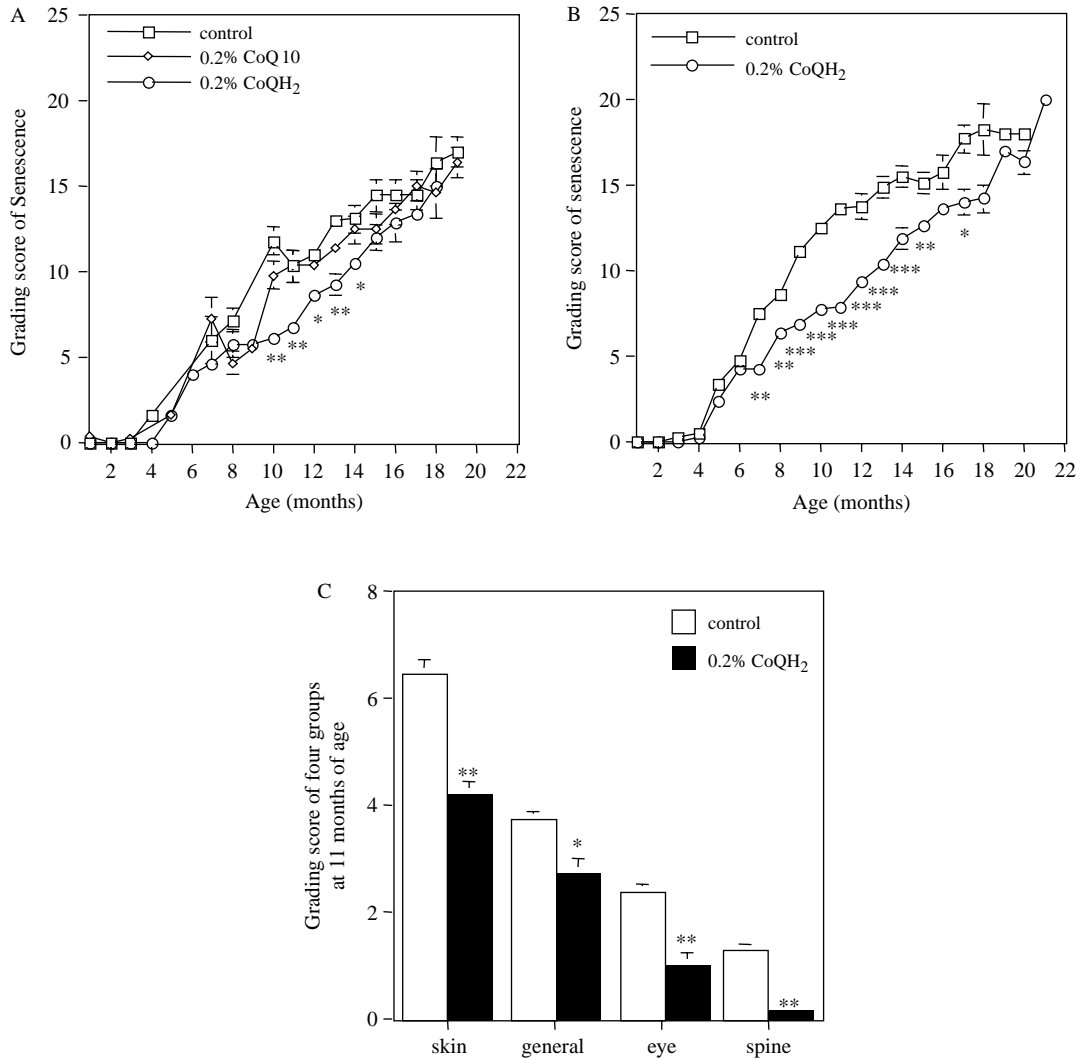 A
25
20
15
10
5
0
Grading score of Senescence
control
0.2% CoQ10
0.2% CoQH2
** ** * ** *
2 4 6 8 10 12 14 16 18 20 22
Age (months)
B
25
20
15
10
5
0
Grading score of senescence
control
0.2% CoQH2
** ** *** *** *** *** *** *** ** *
2 4 6 8 10 12 14 16 18 20 22
Age (months)
C
8
6
4
2
0
Grading score of four groups
at 11 months of age
control
0.2% CoQH2
** * ** **
skin general eye spine